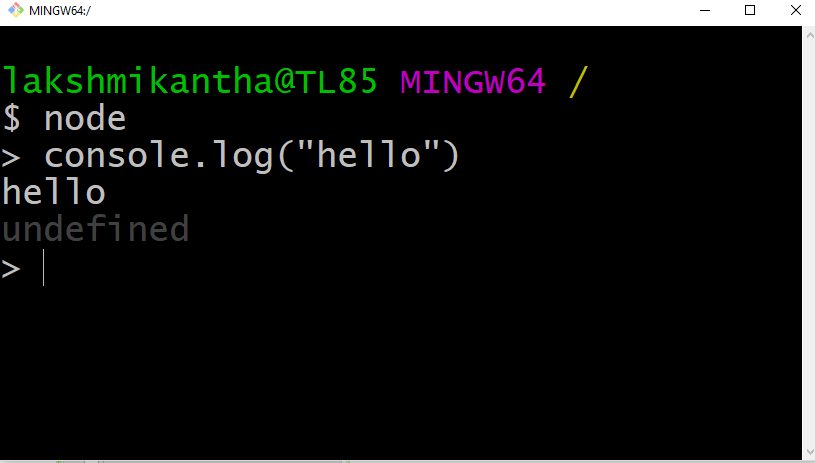 MINGW64:/
lakshmikantha@TL85 MINGW64 /
$ node
> console.log("hello")
hello
undefined
>